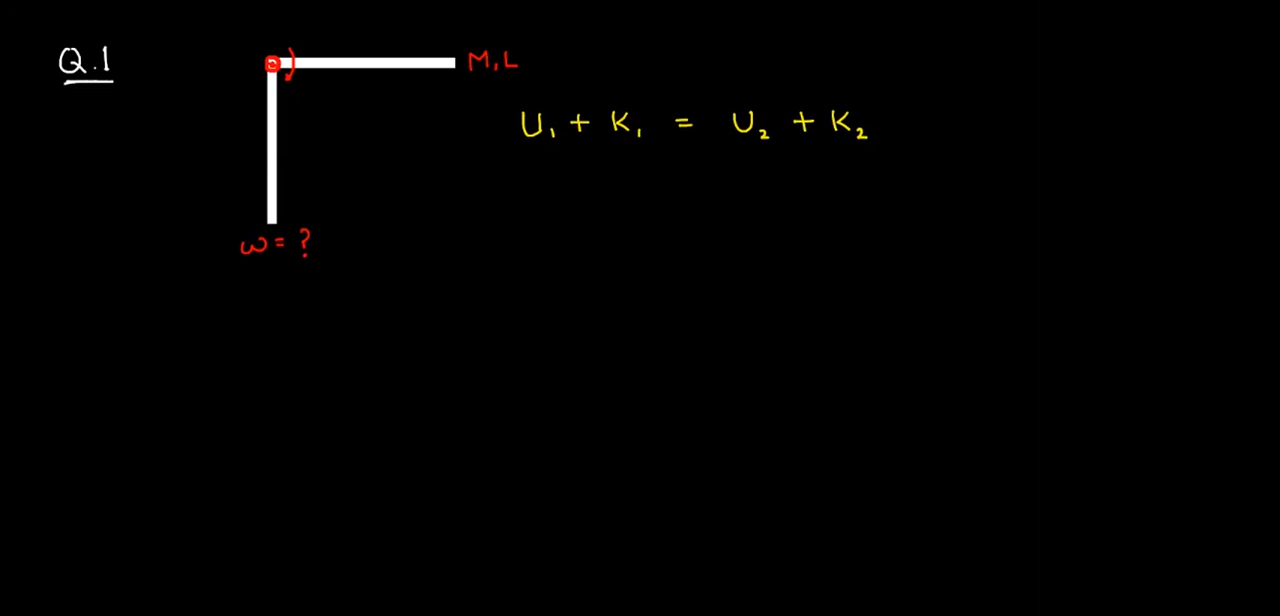 Q.1
M,L
U₁ + K₁ = U₂ + K₂
ω = ?